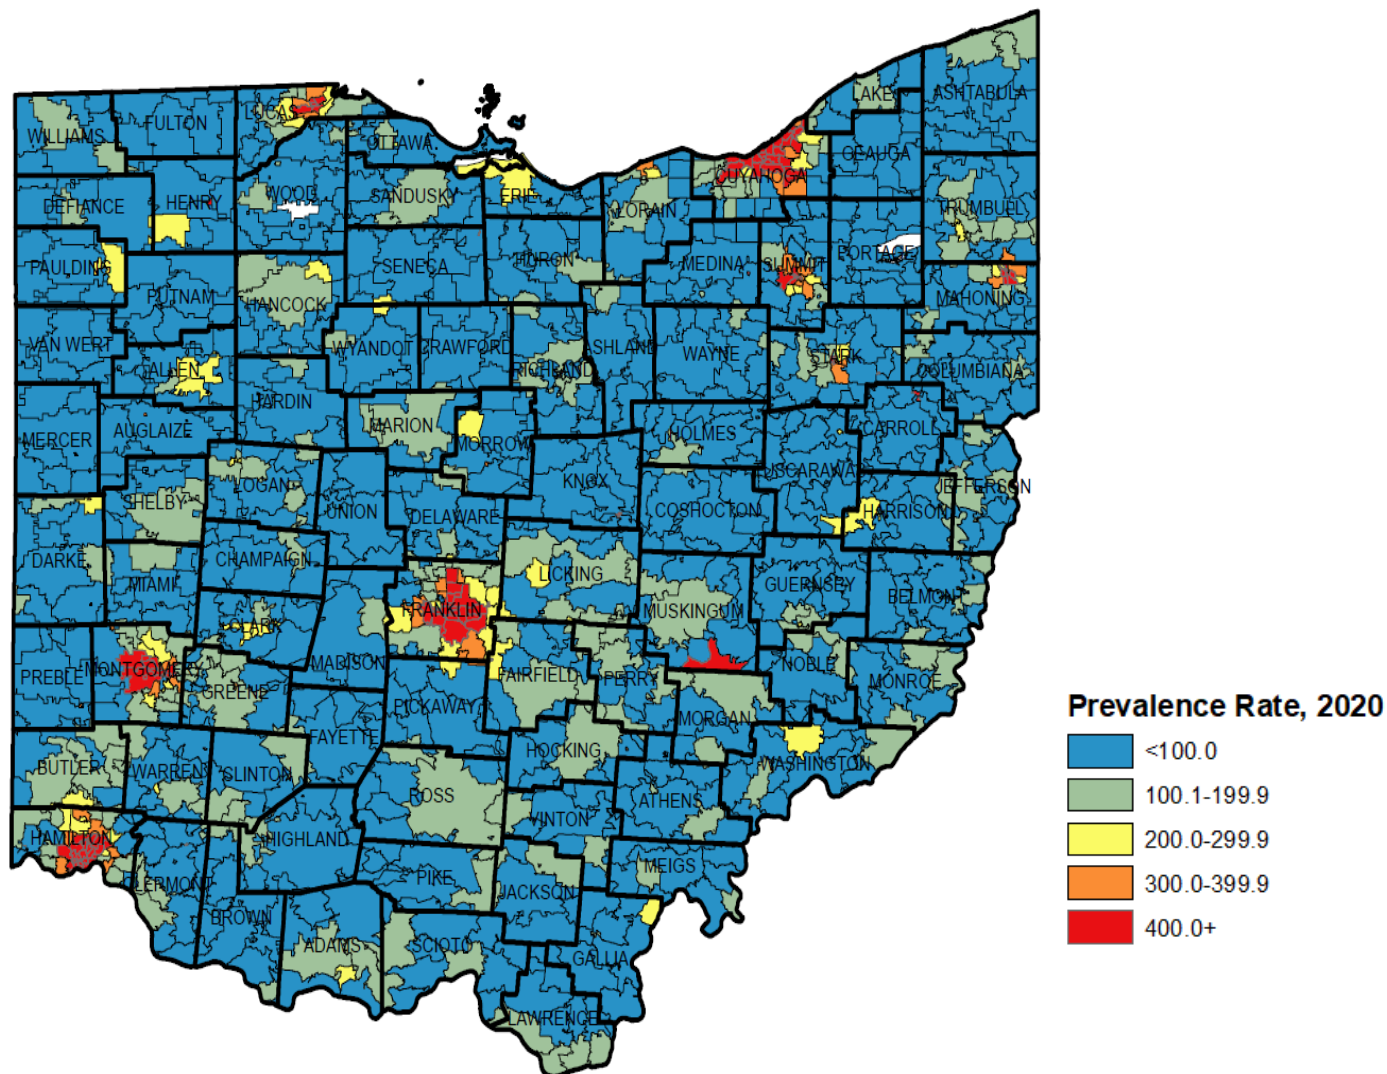 LAKE
ASHTABULA
LUCAS
FULTON
WILLIAMS
OTTAWA
GEAUGA
CUYAHOGA
WOOD
SANDUSKY
ERIE
HENRY
DEFIANCE
LORAIN
TRUMBULL
PORTAGE
HURON
SUMMIT
MEDINA
SENECA
PAULDING
PUTNAM
MAHONING
HANCOCK
VAN WERT
WYANDOT
CRAWFORD
ASHLAND
WAYNE
STARK
RICHLAND
ALLEN
COLUMBIANA
HARDIN
MARION
CARROLL
AUGLAIZE
MERCER
HOLMES
MORROW
TUSCARAWAS
KNOX
LOGAN
JEFFERSON
SHELBY
UNION
COSHOCTON
HARRISON
DELAWARE
DARKE
CHAMPAIGN
LICKING
MIAMI
GUERNSEY
BELMONT
FRANKLIN
MUSKINGUM
CLARK
MADISON
NOBLE
MONTGOMERY
PREBLE
FAIRFIELD
PERRY
MONROE
GREENE
PICKAWAY
Prevalence Rate, 2020
MORGAN
FAYETTE
HOCKING
<100.0
WASHINGTON
BUTLER
WARREN
CLINTON
ROSS
100.1-199.9
ATHENS
VINTON
HAMILTON
HIGHLAND
200.0-299.9
MEIGS
PIKE
CLERMONT
300.0-399.9
JACKSON
BROWN
400.0+
ADAMS
SCIOTO
GALLIA
LAWRENCE